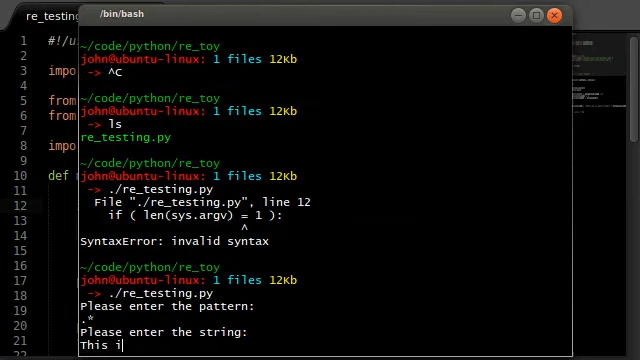 re_testing
/bin/bash
1 #!/u
2
3 impo
4
5 from
6 from
7
8 impo
9
10 def
11
12
13
14
15
16
17
18
19
20
21
22
~/code/python/re_toy
john@ubuntu-linux: 1 files 12Kb
-> ^C
~/code/python/re_toy
john@ubuntu-linux: 1 files 12Kb
-> ls
re_testing.py
~/code/python/re_toy
john@ubuntu-linux: 1 files 12Kb
-> ./re_testing.py
File "./re_testing.py", line 12
if ( len(sys.argv) = 1 ):
^
SyntaxError: invalid syntax
~/code/python/re_toy
john@ubuntu-linux: 1 files 12Kb
-> ./re_testing.py
Please enter the pattern:
.*
Please enter the string:
This i